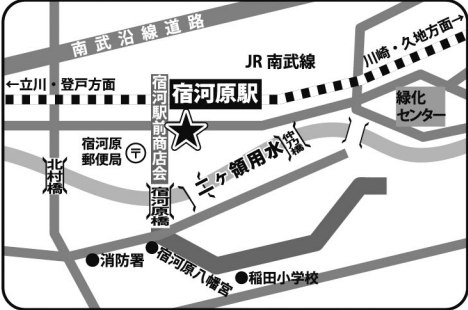 南武沿線道路
JR 南武線
川崎・久地方面→
←立川・登戸方面
宿河原駅
宿河駅前商店会
緑化
センター
宿河原
郵便局
〒
仲乃橋
二ヶ領用水
北村橋
宿河原橋
●消防署
●宿河原八幡宮
●稲田小学校